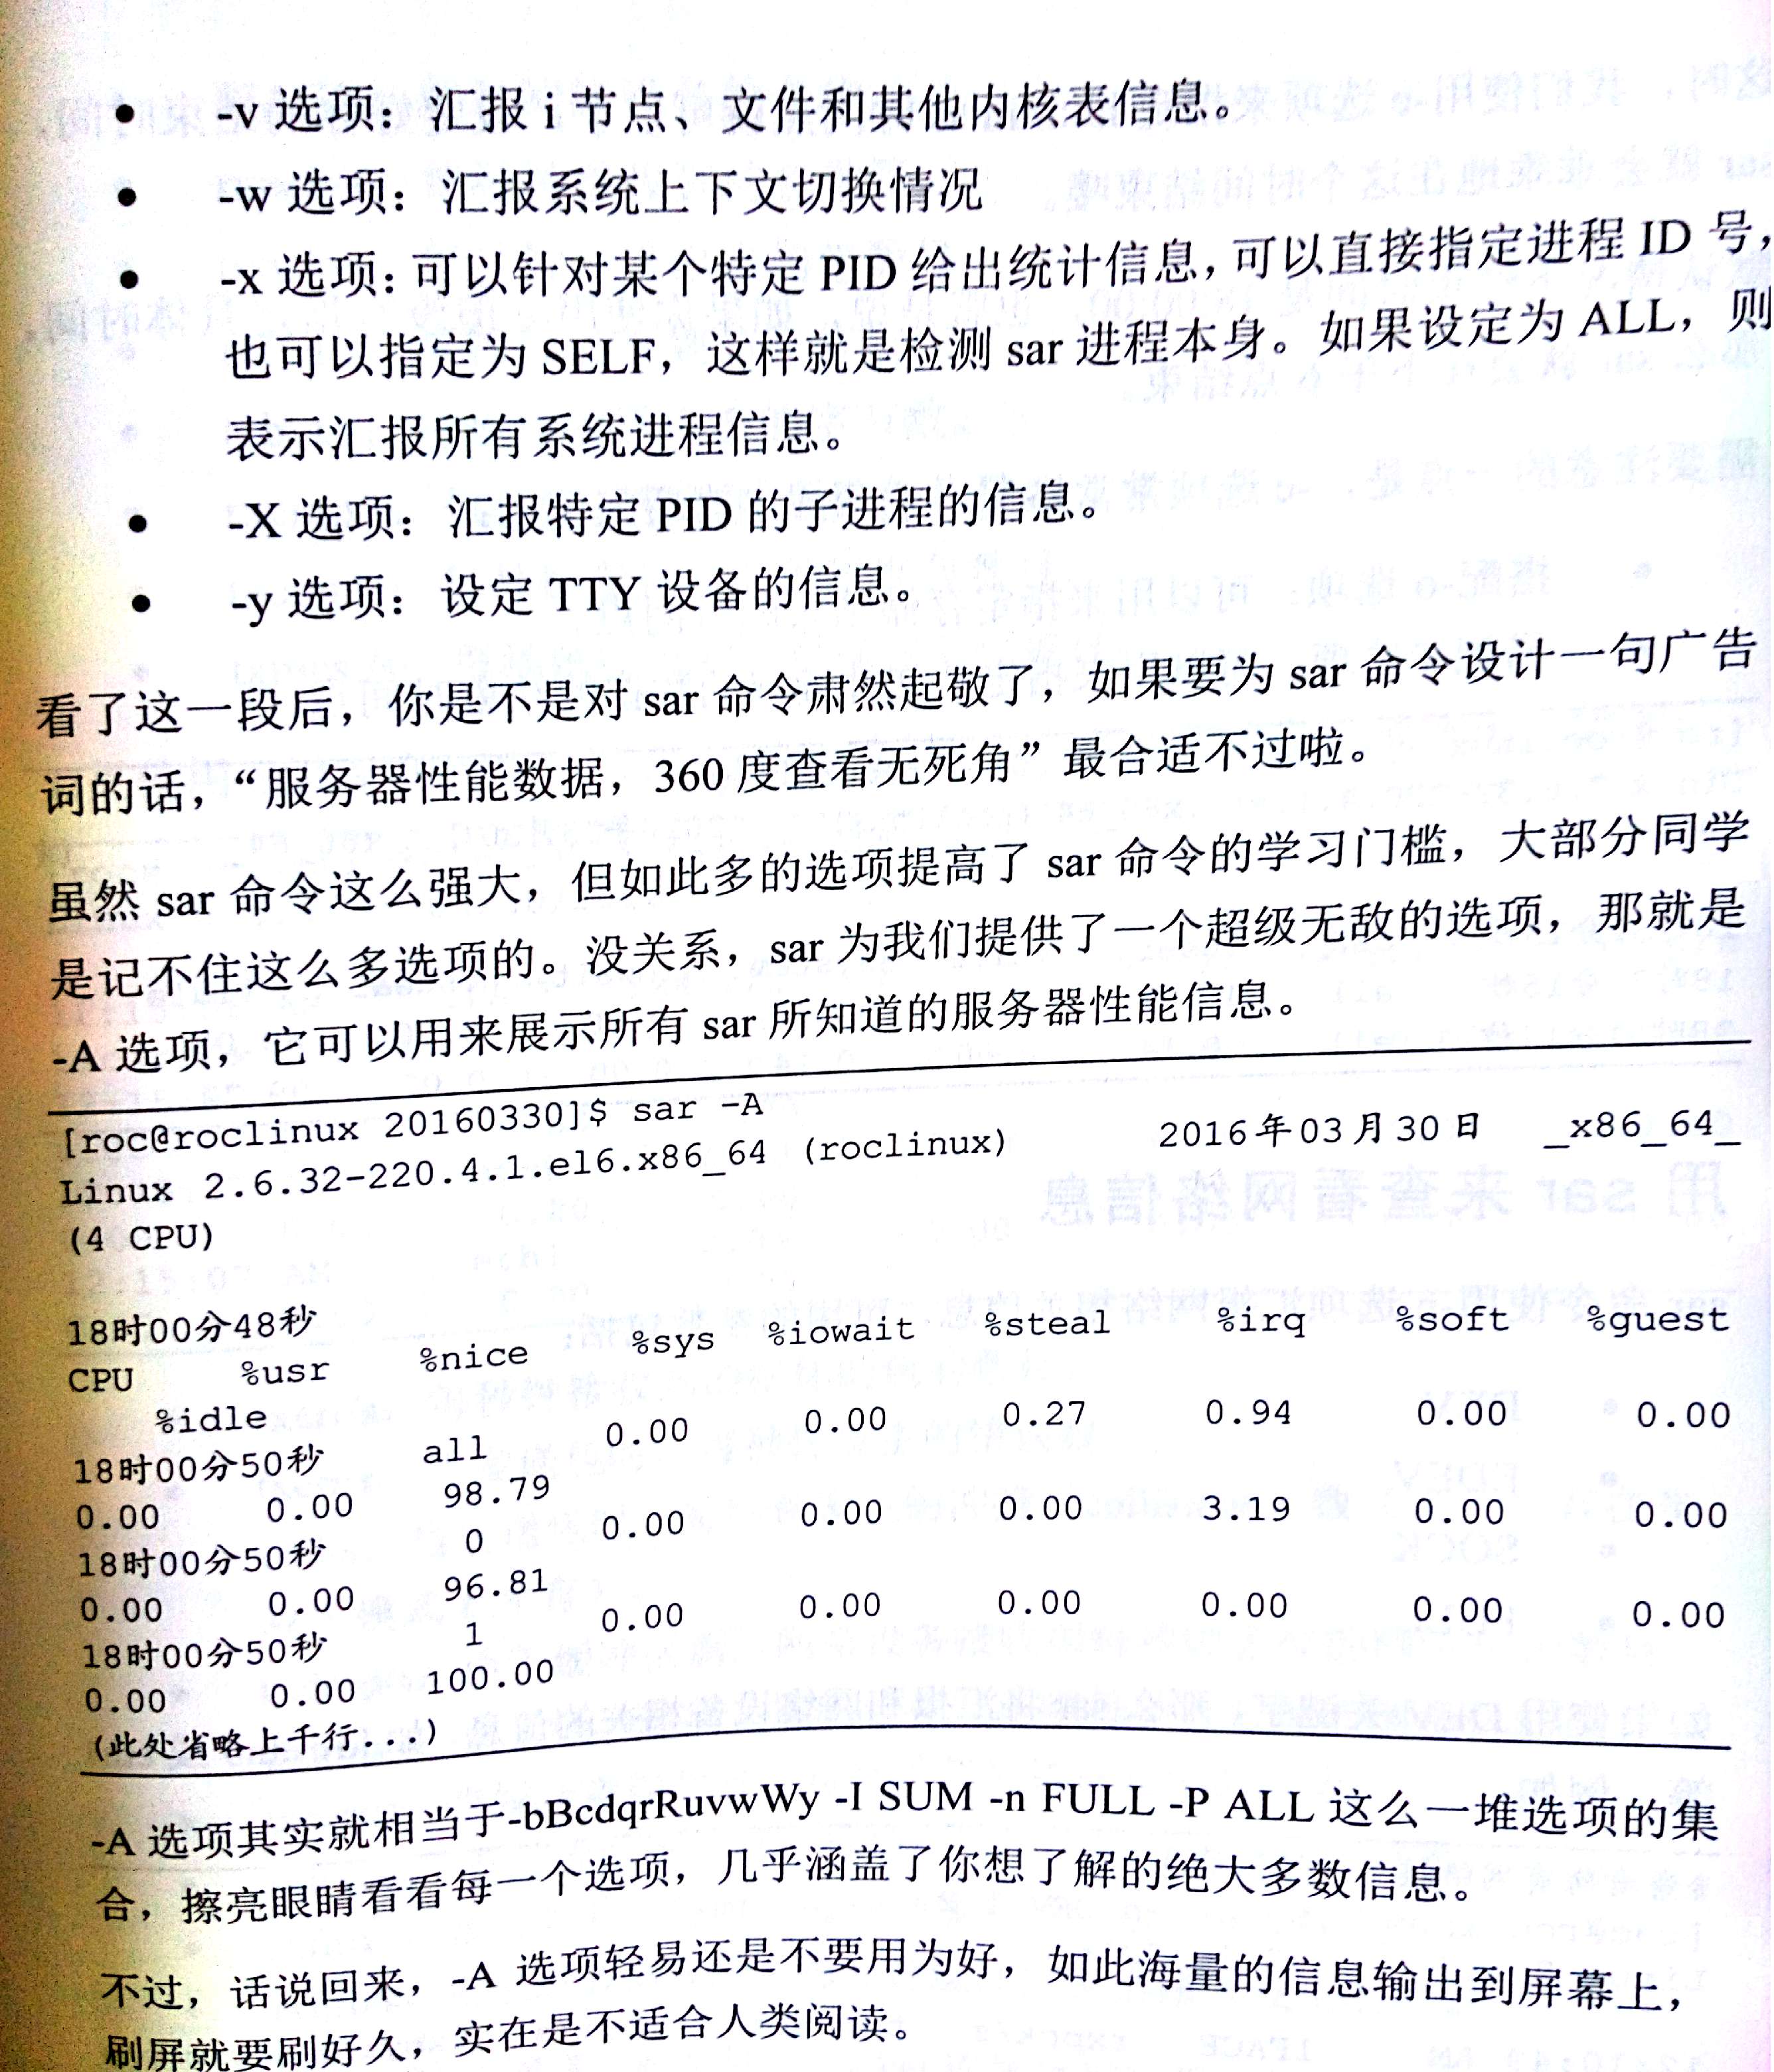 • -v 选项：汇报 i 节点、文件和其他内核表信息。
• -w 选项：汇报系统上下文切换情况
• -x 选项：可以针对某个特定 PID 给出统计信息，可以直接指定进程 ID 号，
也可以指定为 SELF，这样就是检测 sar 进程本身。如果设定为 ALL，则
表示汇报所有系统进程信息。
• -X 选项：汇报特定 PID 的子进程的信息。
• -y 选项：设定 TTY 设备的信息。
看了这一段后，你是不是对 sar 命令肃然起敬了，如果要为 sar 命令设计一句广告
词的话，“服务器性能数据，360 度查看无死角”最合适不过啦。
虽然 sar 命令这么强大，但如此多的选项提高了 sar 命令的学习门槛，大部分同学
是记不住这么多选项的。没关系，sar 为我们提供了一个超级无敌的选项，那就是
-A 选项，它可以用来展示所有 sar 所知道的服务器性能信息。
[roc@roclinux 20160330]$ sar -A
Linux 2.6.32-220.4.1.el6.x86_64 (roclinux) 2016年03月30日 _x86_64_
(4 CPU)
18时00分48秒
CPU %usr %nice %sys %iowait %steal %irq %soft %guest
%idle
18时00分50秒 all 0.00 0.00 0.27 0.94 0.00 0.00
0.00 0.00 98.79
18时00分50秒 0 0.00 0.00 0.00 3.19 0.00 0.00
0.00 0.00 96.81
18时00分50秒 1 0.00 0.00 0.00 0.00 0.00 0.00
0.00 0.00 100.00
(此处省略上千行...)
-A 选项其实就相当于-bBcdqrRuvwWy -I SUM -n FULL -P ALL 这么一堆选项的集
合，擦亮眼睛看看每一个选项，几乎涵盖了你想了解的绝大多数信息。
不过，话说回来，-A 选项轻易还是不要用为好，如此海量的信息输出到屏幕上，
刷屏就要刷好久，实在是不适合人类阅读。